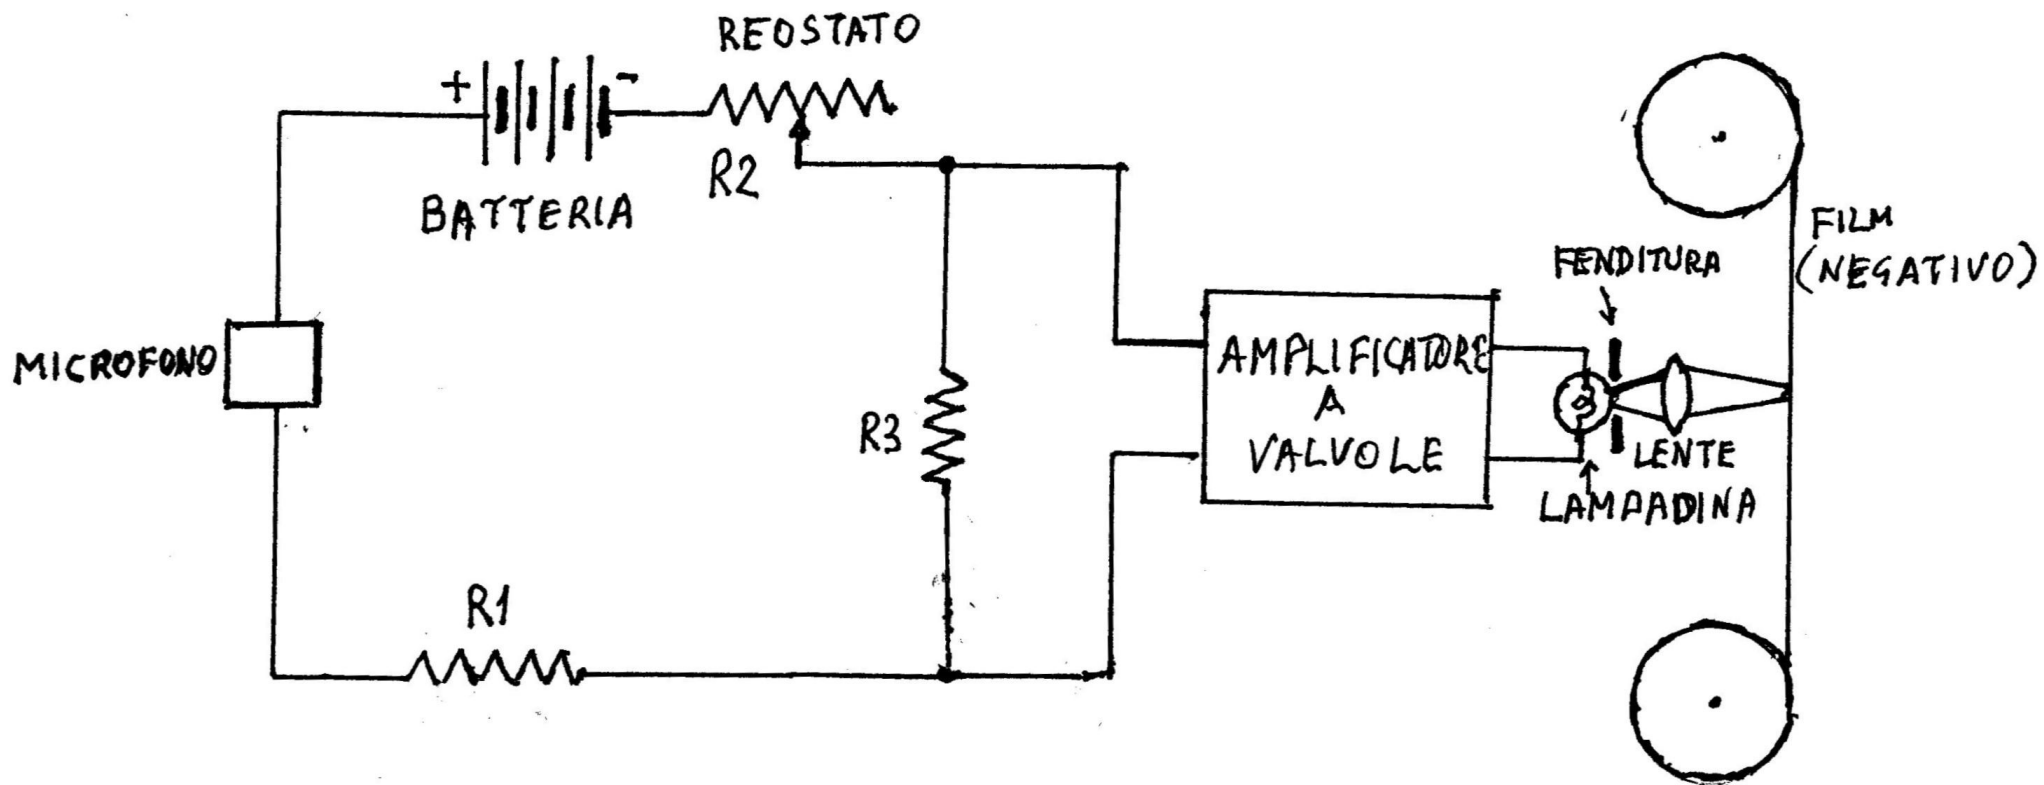 REOSTATO
+ -
R2
BATTERIA
FILM
(NEGATIVO)
FENDITURA
MICROFONO
AMPLIFICATORE
A
VALVOLE
R3
LENTE
LAMPADINA
R1